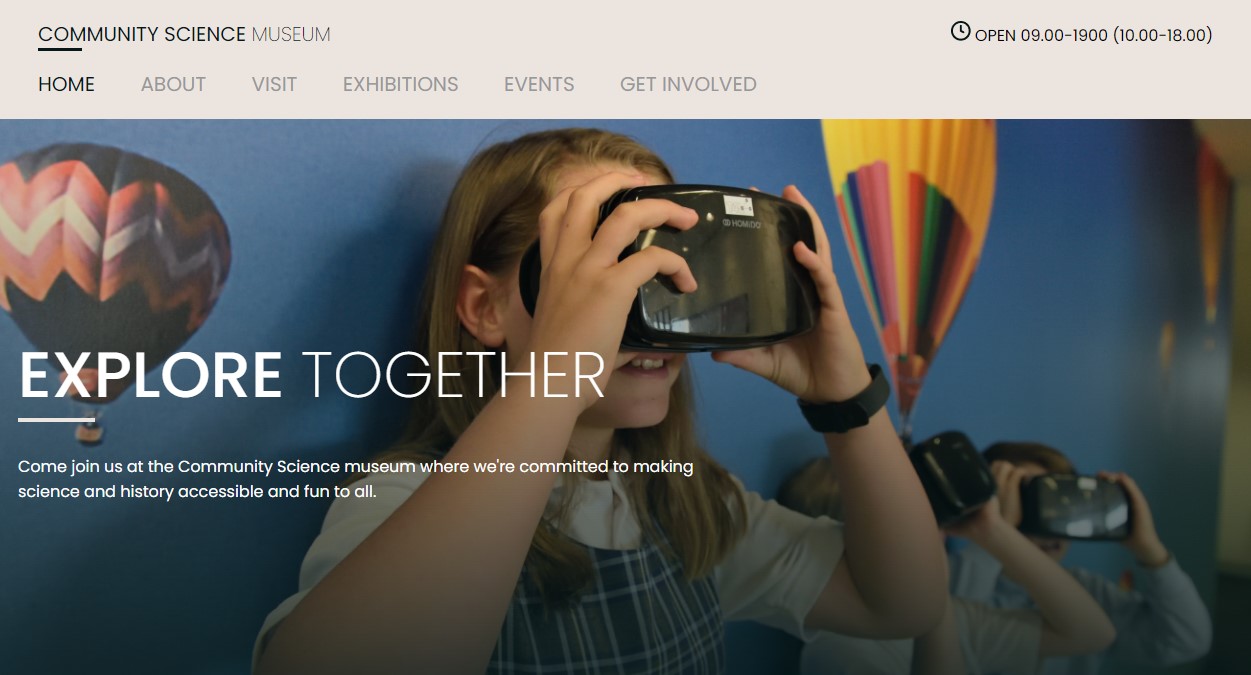 COMMUNITY SCIENCE MUSEUM
OPEN 09.00-1900 (10.00-18.00)
HOME ABOUT VISIT EXHIBITIONS EVENTS GET INVOLVED
HOMIDO
EXPLORE TOGETHER
Come join us at the Community Science museum where we're committed to making
science and history accessible and fun to all.